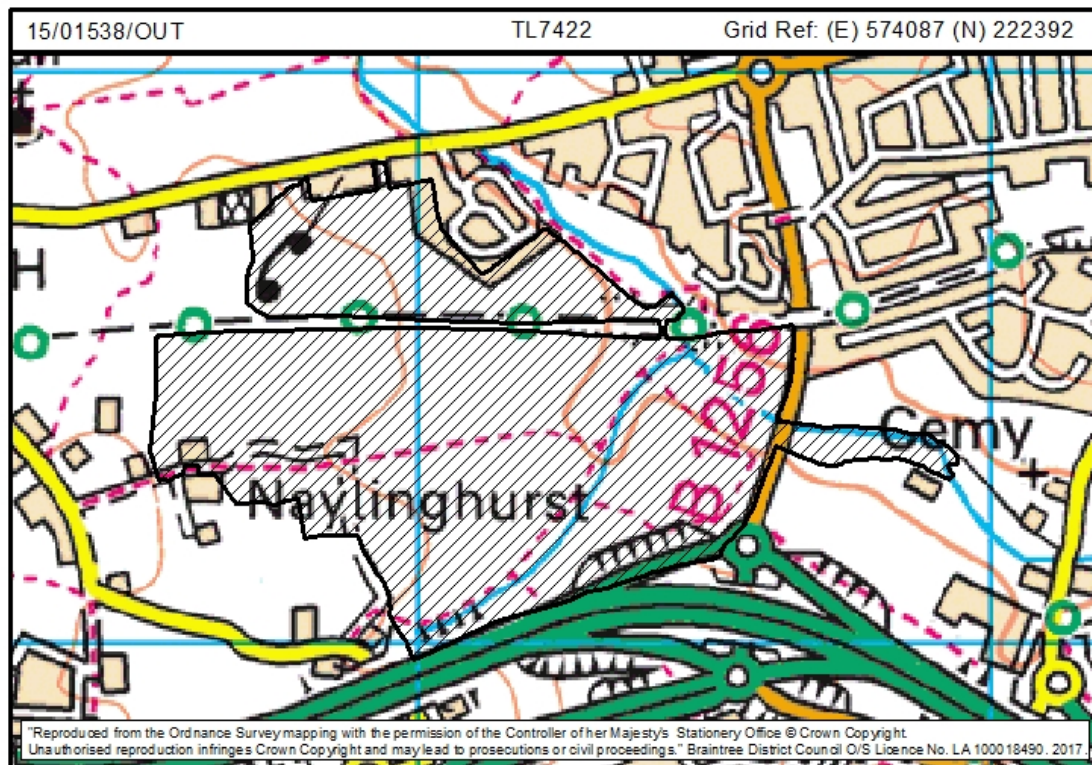 15/01538/OUT TL7422 Grid Ref: (E) 574087 (N) 222392
H
B 1256
Cemy
Naylinghurst
"Reproduced from the Ordnance Survey mapping with the permission of the Controller of her Majesty's Stationery Office © Crown Copyright.
Unauthorised reproduction infringes Crown Copyright and may lead to prosecutions or civil proceedings." Braintree District Council O/S Licence No. LA 100018490. 2017.